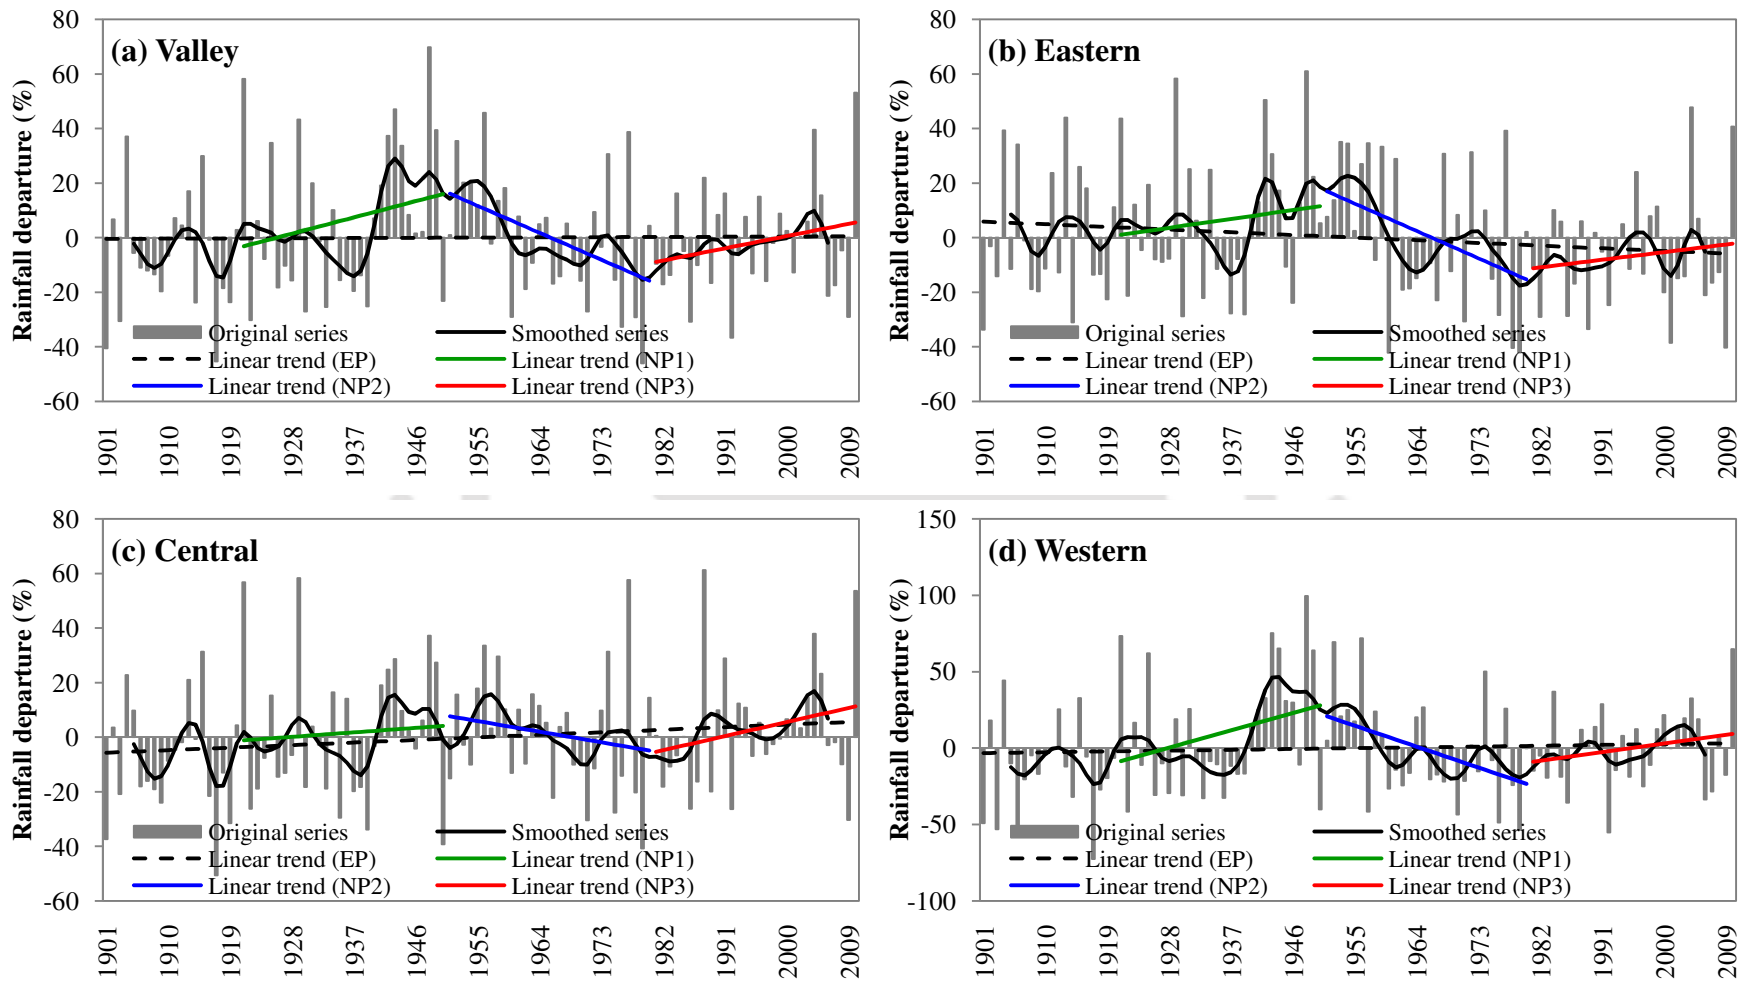 (a) Valley
Rainfall departure (%)
80
60
40
20
0
-20
-40
-60
Original series
Smoothed series
Linear trend (EP)
Linear trend (NP1)
Linear trend (NP2)
Linear trend (NP3)
1901 1910 1919 1928 1937 1946 1955 1964 1973 1982 1991 2000 2009
(b) Eastern
Rainfall departure (%)
80
60
40
20
0
-20
-40
-60
Original series
Smoothed series
Linear trend (EP)
Linear trend (NP1)
Linear trend (NP2)
Linear trend (NP3)
1901 1910 1919 1928 1937 1946 1955 1964 1973 1982 1991 2000 2009
(c) Central
Rainfall departure (%)
80
60
40
20
0
-20
-40
-60
Original series
Smoothed series
Linear trend (EP)
Linear trend (NP1)
Linear trend (NP2)
Linear trend (NP3)
1901 1910 1919 1928 1937 1946 1955 1964 1973 1982 1991 2000 2009
(d) Western
Rainfall departure (%)
150
100
50
0
-50
-100
Original series
Smoothed series
Linear trend (EP)
Linear trend (NP1)
Linear trend (NP2)
Linear trend (NP3)
1901 1910 1919 1928 1937 1946 1955 1964 1973 1982 1991 2000 2009